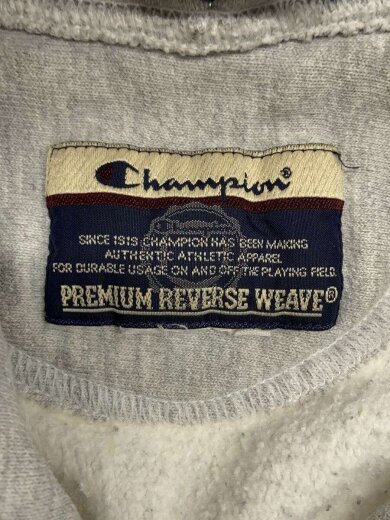 Champion®
SINCE 1919 CHAMPION HAS BEEN MAKING
AUTHENTIC ATHLETIC APPAREL
FOR DURABLE USAGE ON AND OFF THE PLAYING FIELD.
PREMIUM REVERSE WEAVE®